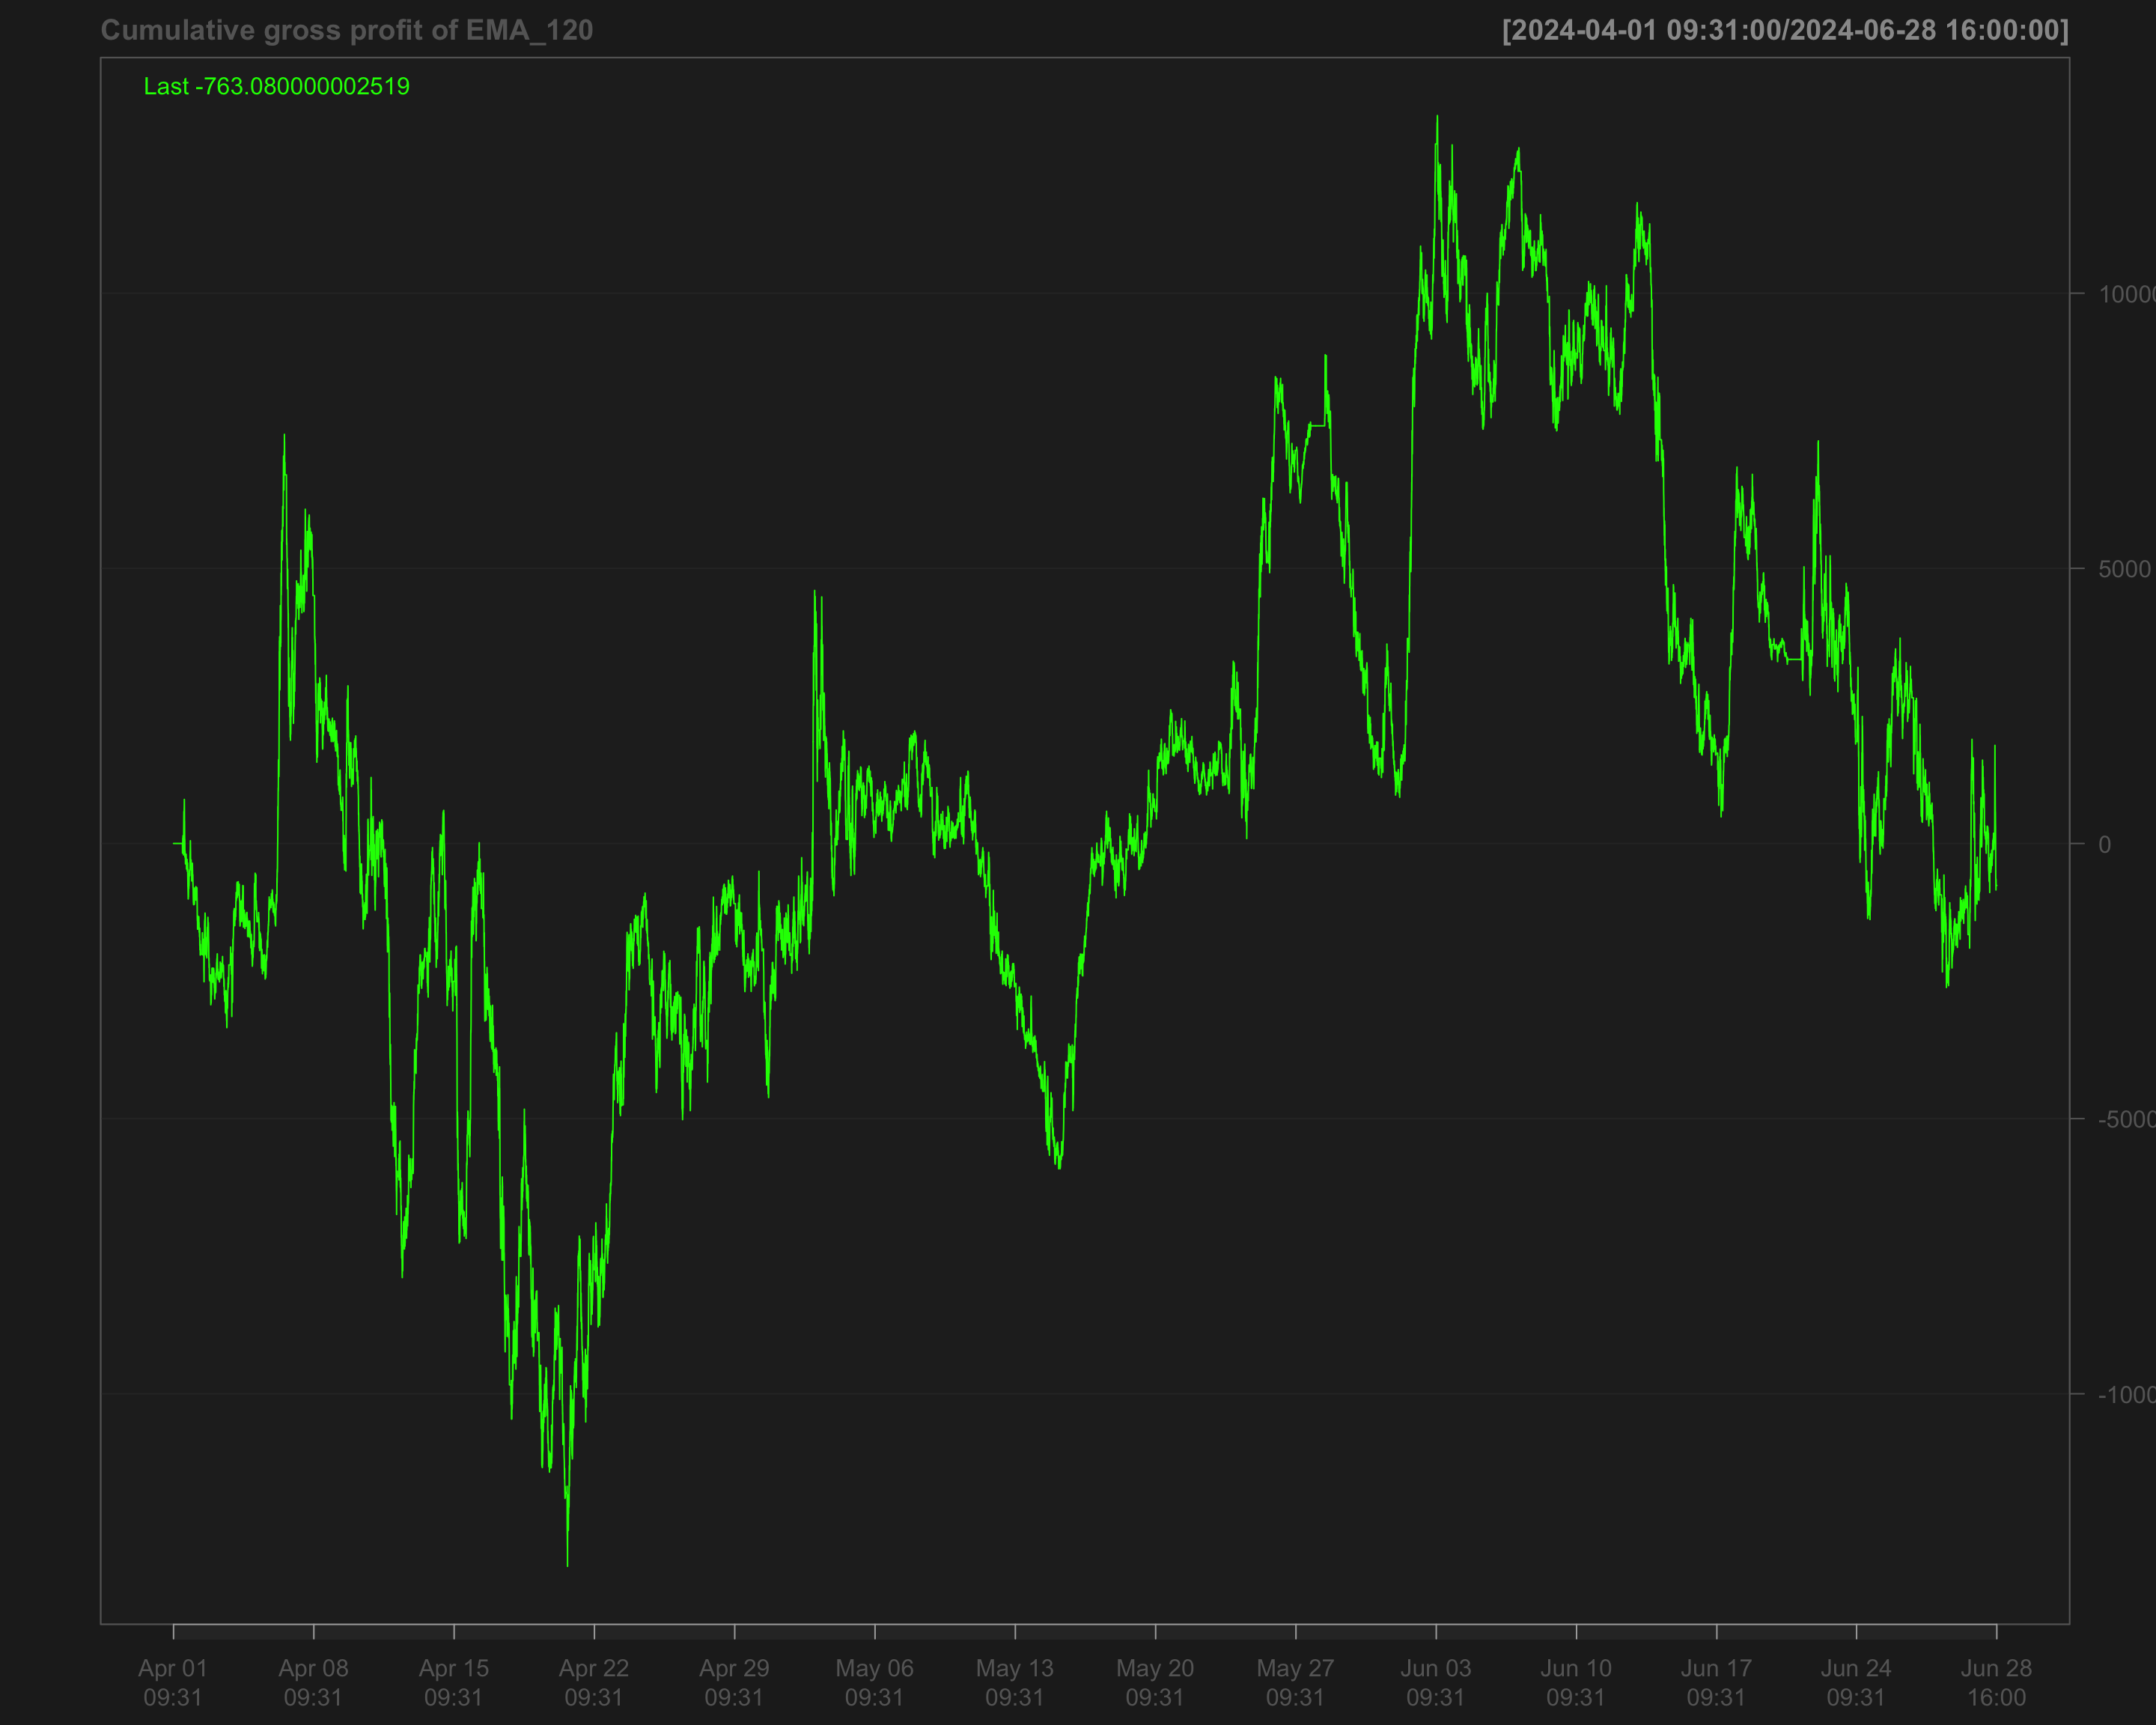 Cumulative gross profit of EMA_120
[2024-04-01 09:31:00/2024-06-28 16:00:00]
Last -763.080000002519
1000
5000
0
-5000
-1000
Apr 01 Apr 08 Apr 15 Apr 22 Apr 29 May 06 May 13 May 20 May 27 Jun 03 Jun 10 Jun 17 Jun 24 Jun 28
09:31 09:31 09:31 09:31 09:31 09:31 09:31 09:31 09:31 09:31 09:31 09:31 09:31 16:00